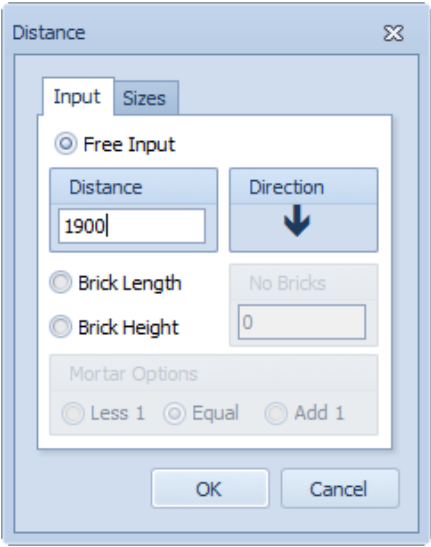 Distance
Input Sizes
Free Input
Distance Direction
1900
Brick Length No Bricks
Brick Height 0
Mortar Options
Less 1 Equal Add 1
OK Cancel